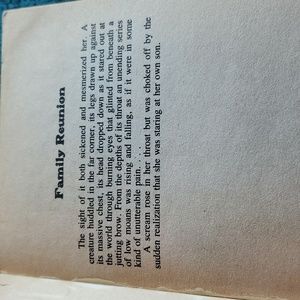 Family Reunion
The sight of it both sickened and mesmerized her. A
creature huddled in the far corner, its legs drawn up against
its massive chest, its head dropped down as it stared out at
the world through burning eyes that glinted from beneath a
jutting brow. From the depths of its throat an unending series
of low moans was rising and falling, as if it were in some
kind of unutterable pain.
A scream rose in her throat but was choked off by the
sudden realization that she was staring at her own son.